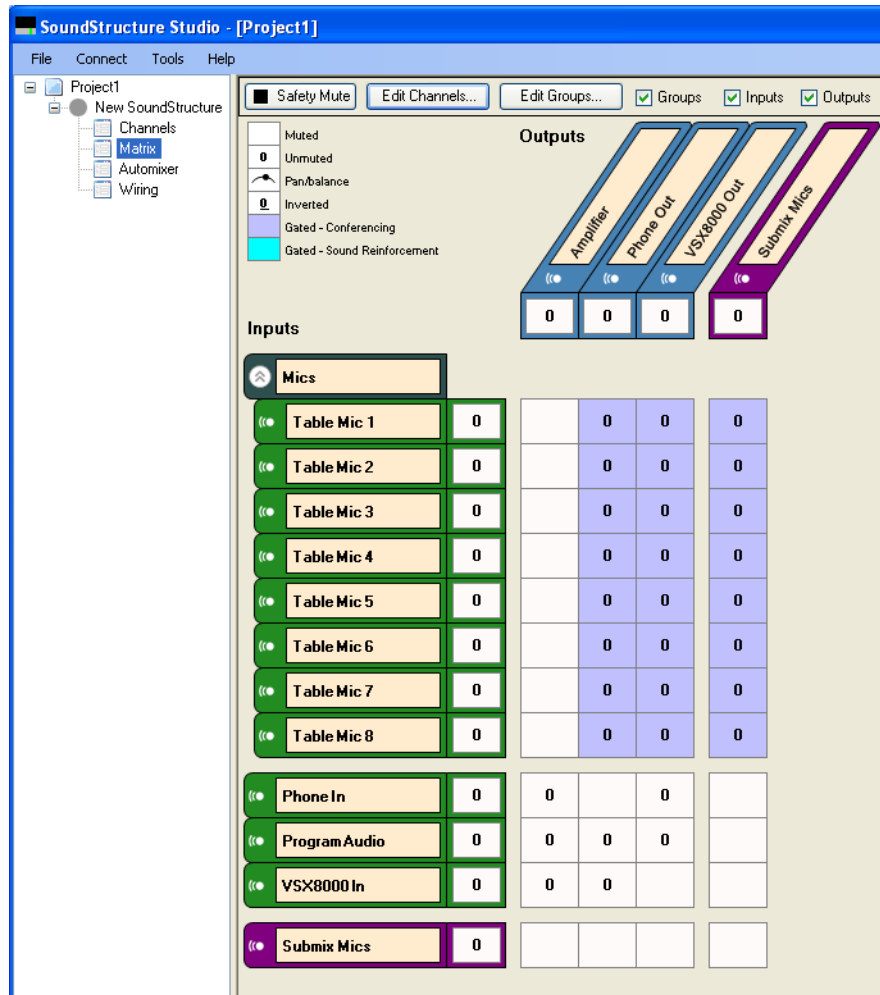 SoundStructure Studio - [Project1]
File Connect Tools Help
Project1
New SoundStructure
Channels
Matrix
Automixer
Wiring
Safety Mute Edit Channels... Edit Groups... Groups Inputs Outputs
Muted
0 Unmuted
Pan/balance
0 Inverted
Gated - Conferencing
Gated - Sound Reinforcement
Outputs
Amplifier
Phone Out
VSX8000 Out
Submix Mics
0 0 0 0
Inputs
Mics
Table Mic 1 0 0 0 0
Table Mic 2 0 0 0 0
Table Mic 3 0 0 0 0
Table Mic 4 0 0 0 0
Table Mic 5 0 0 0 0
Table Mic 6 0 0 0 0
Table Mic 7 0 0 0 0
Table Mic 8 0 0 0 0
Phone In 0 0 0
Program Audio 0 0 0 0
VSX8000 In 0 0 0
Submix Mics 0